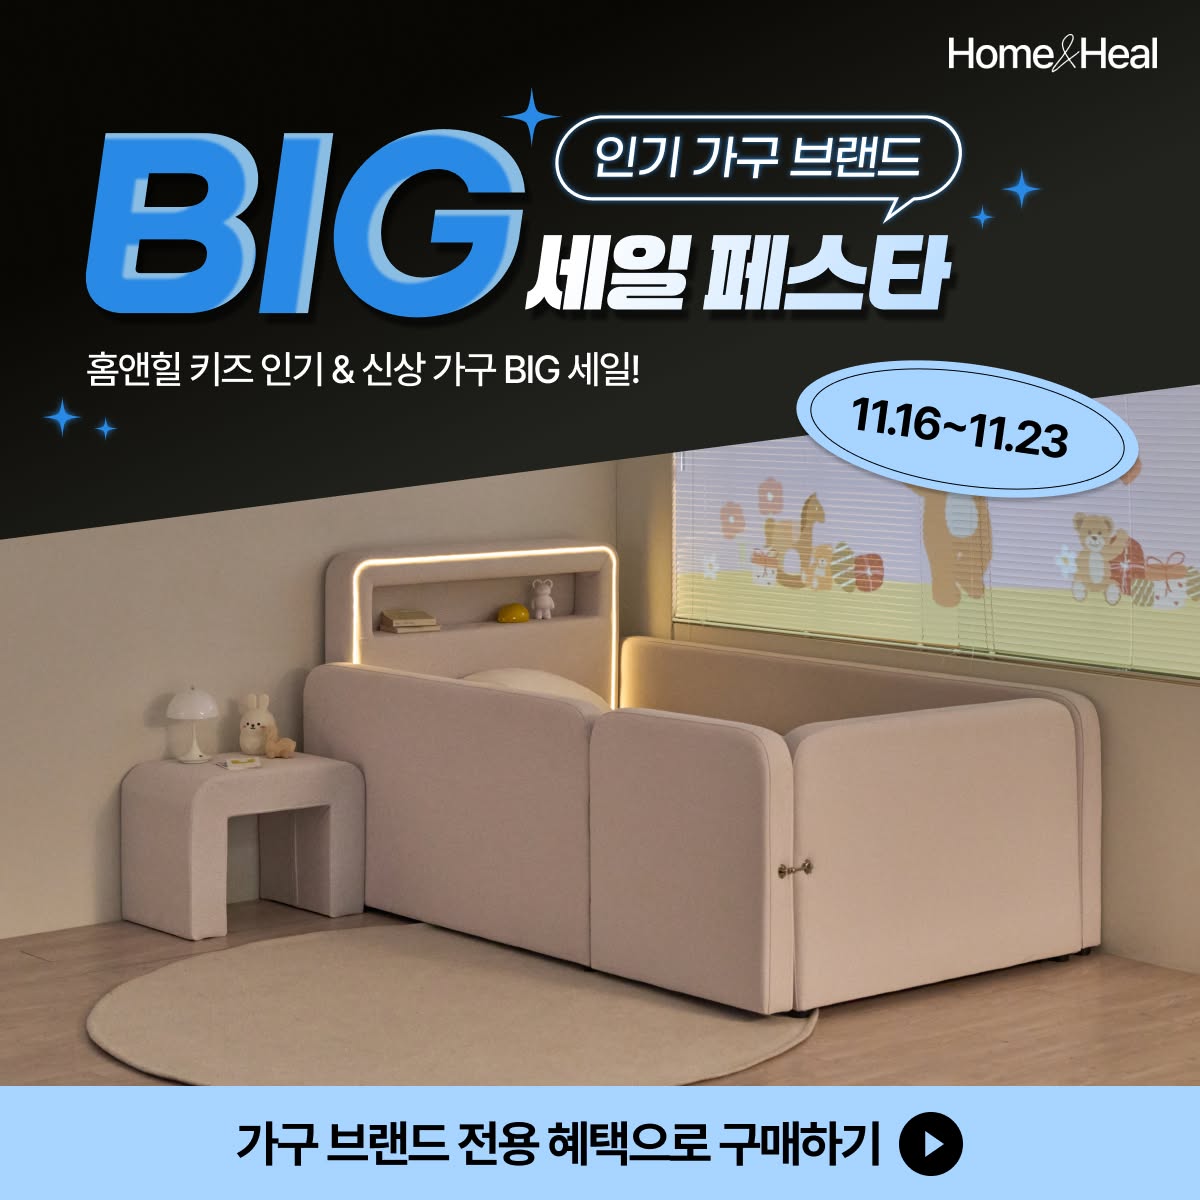 Home&Heal
BIG
인기 가구 브랜드
세일 페스타
홈앤힐 키즈 인기 & 신상 가구 BIG 세일!
11.16~11.23
가구 브랜드 전용 혜택으로 구매하기